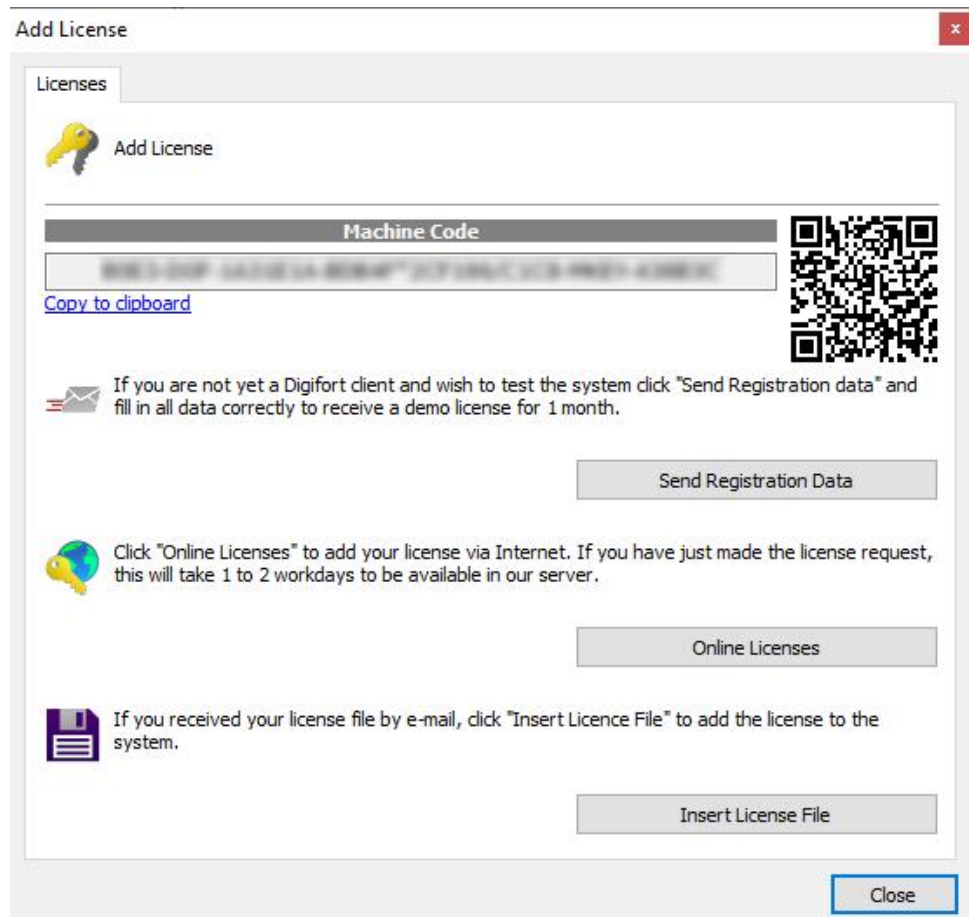 Add License
x
Licenses
Add License
Machine Code
Copy to clipboard
If you are not yet a Digifort client and wish to test the system click "Send Registration data" and
fill in all data correctly to receive a demo license for 1 month.
Send Registration Data
Click "Online Licenses" to add your license via Internet. If you have just made the license request,
this will take 1 to 2 workdays to be available in our server.
Online Licenses
If you received your license file by e-mail, click "Insert Licence File" to add the license to the
system.
Insert License File
Close